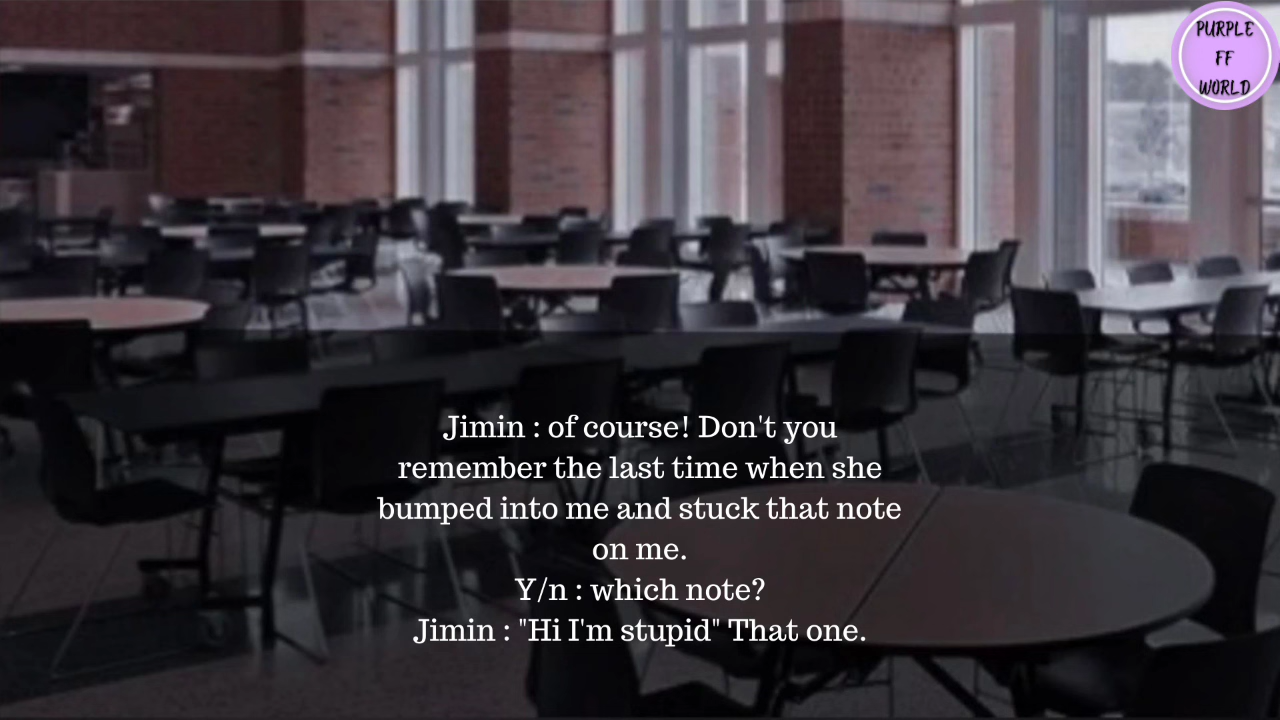 PURPLE
FF
WORLD
Jimin : of course! Don't you
remember the last time when she
bumped into me and stuck that note
on me.
Y/n : which note?
Jimin : "Hi I'm stupid" That one.